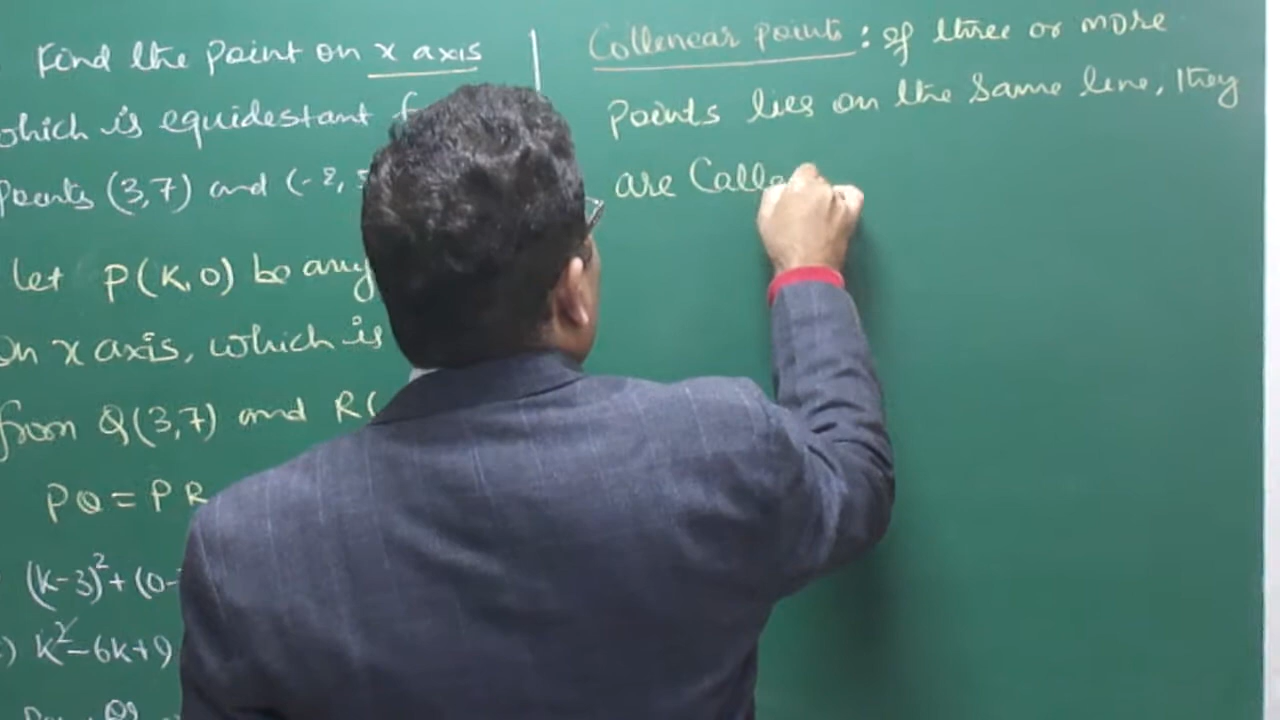 Find the point on x axis
which is equidestant f
points (3,7) and (-2,
let P(K,0) be any
On x axis, which is
from Q(3,7) and R(
PQ = PR
(K-3)²+(0-
K²-6K+9
Collenear points : of three or more
points lies on the same line, they
are Calle